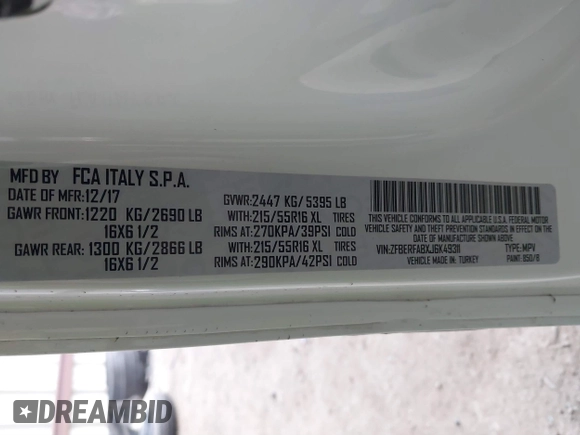 MFD BY FCA ITALY S.P.A.
DATE OF MFR:12/17
GAWR FRONT:1220 KG/2690 LB
16X6 1/2
GAWR REAR: 1300 KG/2866 LB
16X6 1/2
GVWR:2447 KG/5395 LB
WITH:215/55R16 XL TIRES
RIMS AT:270KPA/39PSI COLD
WITH:215/55R16 XL TIRES
RIMS AT:290KPA/42PSI COLD
THIS VEHICLE CONFORMS TO ALL APPLICABLE U.S.A. FEDERAL MOTOR
VEHICLE SAFETY AND THEFT PREVENTION STANDARDS IN EFFECT ON THE
DATE OF MANUFACTURE SHOWN ABOVE.
VIN:ZFBERFABXJ6K49311 TYPE: MPV
VEHICLE MADE IN: TURKEY PAINT: 850/B
DREAMBID